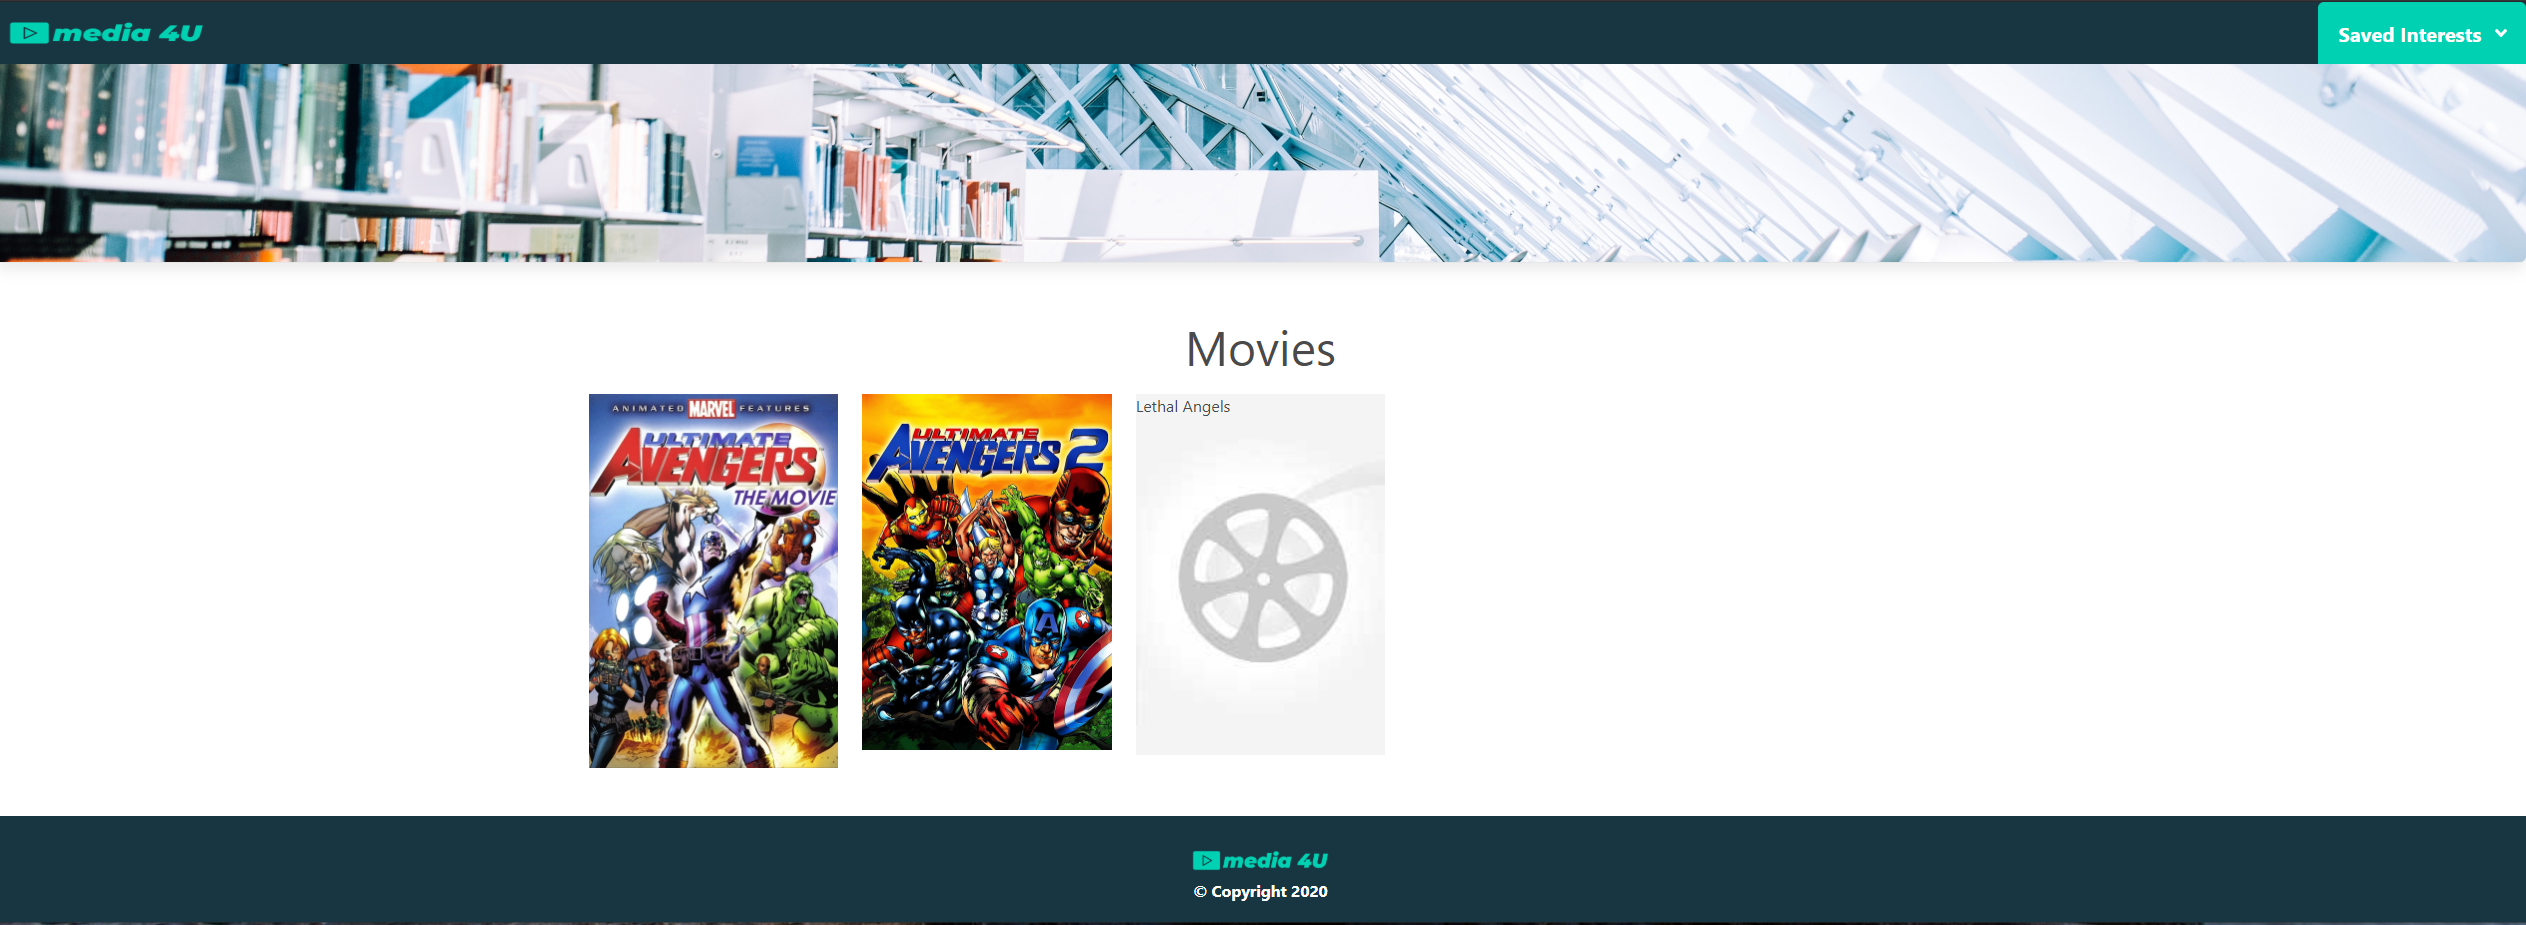 media 4U
Saved Interests
Movies
ANIMATED MARVEL FEATURES
ULTIMATE
AVENGERS
THE MOVIE
ULTIMATE
AVENGERS 2
Lethal Angels
media 4U
© Copyright 2020